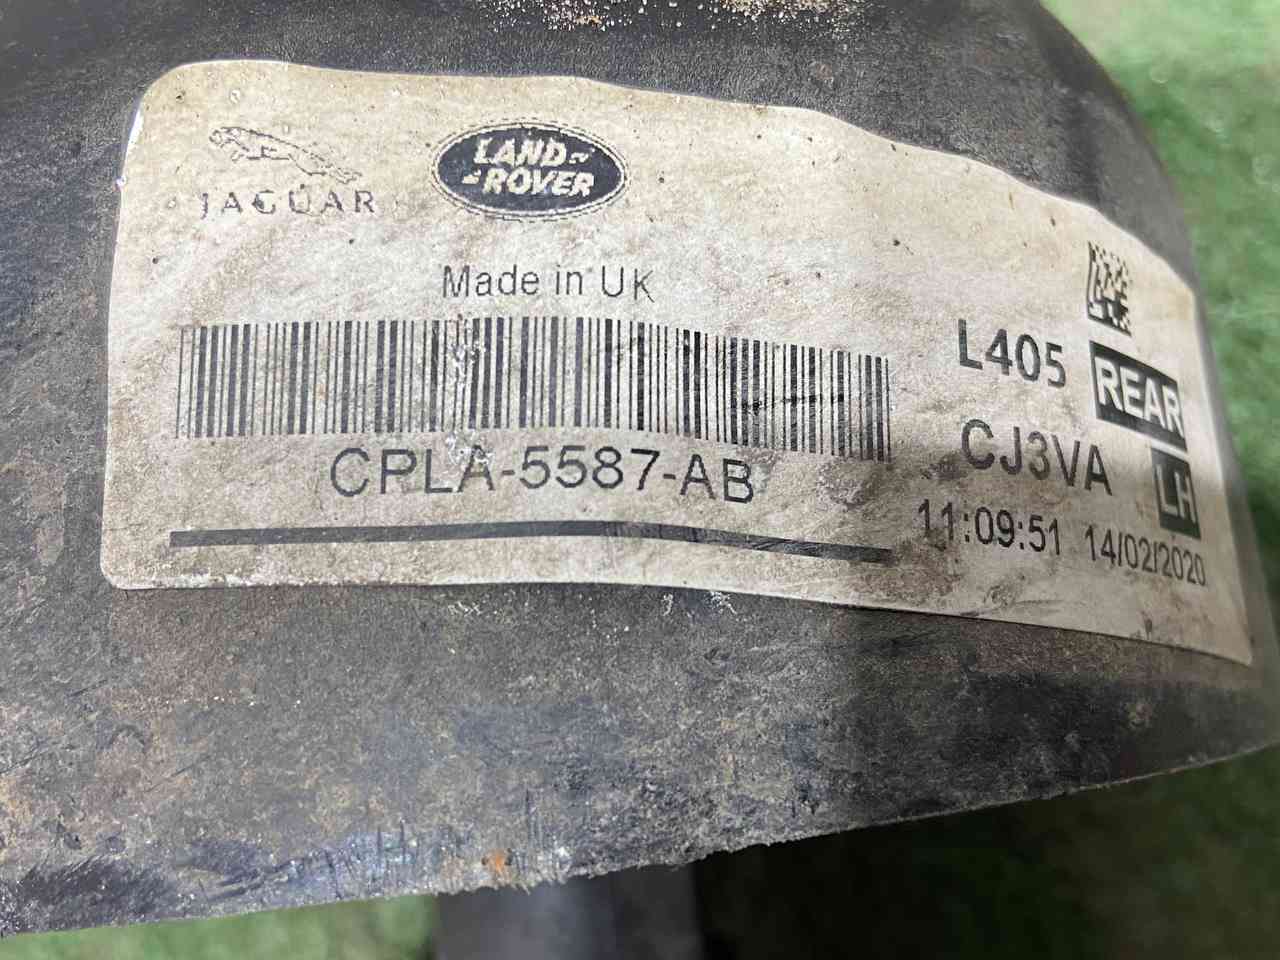 JAGUAR
LAND
ROVER
Made in UK
CPLA-5587-AB
L405
REAR
CJ3VA
LH
11:09:51 14/02/2020